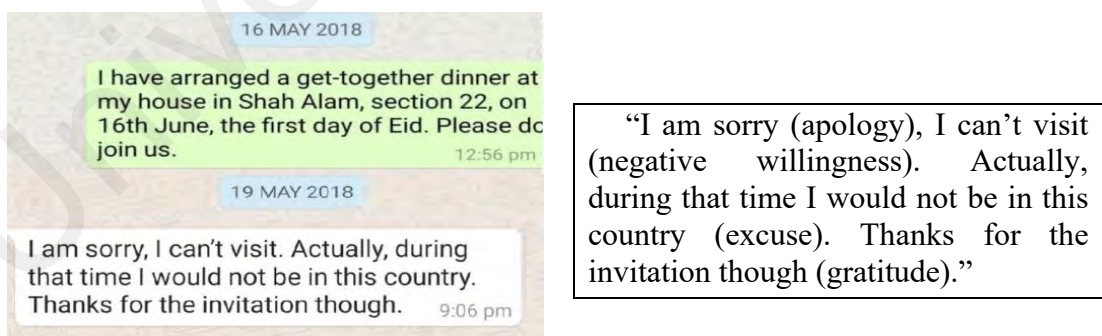 16 MAY 2018
I have arranged a get-together dinner at
my house in Shah Alam, section 22, on
16th June, the first day of Eid. Please do
join us.
12:56 pm
19 MAY 2018
I am sorry, I can't visit. Actually, during
that time I would not be in this country.
Thanks for the invitation though.
9:06 pm
“I am sorry (apology), I can’t visit
(negative willingness). Actually,
during that time I would not be in this
country (excuse). Thanks for the
invitation though (gratitude).”